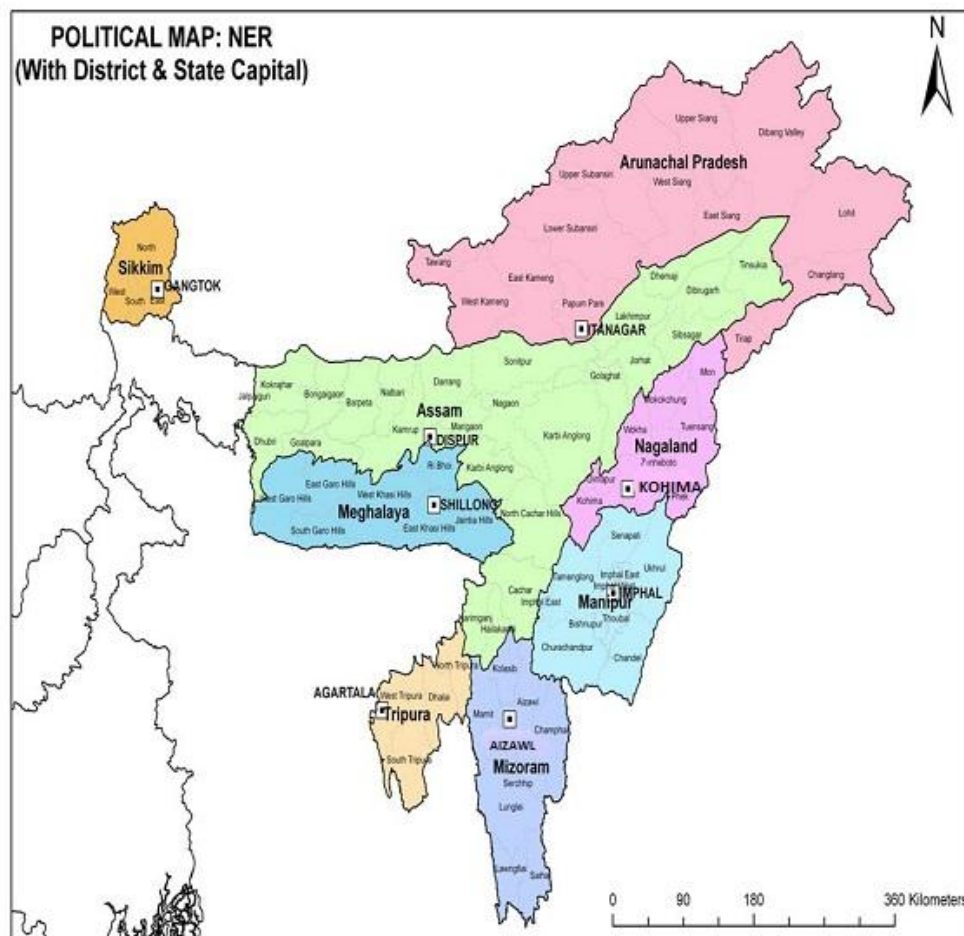 POLITICAL MAP: NER
(With District & State Capital)
N
Upper Siang
Dibang Valley
Arunachal Pradesh
Upper Subansiri
West Siang
East Siang
Lohit
Lower Subansiri
Tawang
East Kameng
Changlang
West Kameng
Papum Pare
ITANAGAR
Tirap
North
Sikkim
GANGTOK
West
South
East
Tinsukia
Dhemaji
Dibrugarh
Lakhimpur
Sibsagar
Sonitpur
Jorhat
Golaghat
Kokrajhar
Jalpaiguri
Bongaigaon
Barpeta
Nalbari
Darrang
Nagaon
Assam
Kamrup
Marigaon
DISPUR
Dhubri
Goalpara
Karbi Anglong
Ri Bhoi
Karbi Anglong
Mon
Mokokchung
Wokha
Tuensang
Nagaland
Dimapur
KOHIMA
Kohima
Phek
East Garo Hills
West Garo Hills
West Khasi Hills
SHILLONG
Meghalaya
Jaintia Hills
South Garo Hills
East Khasi Hills
North Cachar Hills
Senapati
Ukhrul
Tamenglong
Imphal East
IMPHAL
Manipur
Thoubal
Bishnupur
Churachandpur
Chandel
Cachar
Imphal East
Karimganj
Hailakandi
North Tripura
AGARTALA
West Tripura
Dhalai
Tripura
South Tripura
Kolasib
Aizawl
Mamit
Champhai
AIZAWL
Mizoram
Serchhip
Lunglei
Lawngtlai
Saiha
0 90 180 360 Kilometers